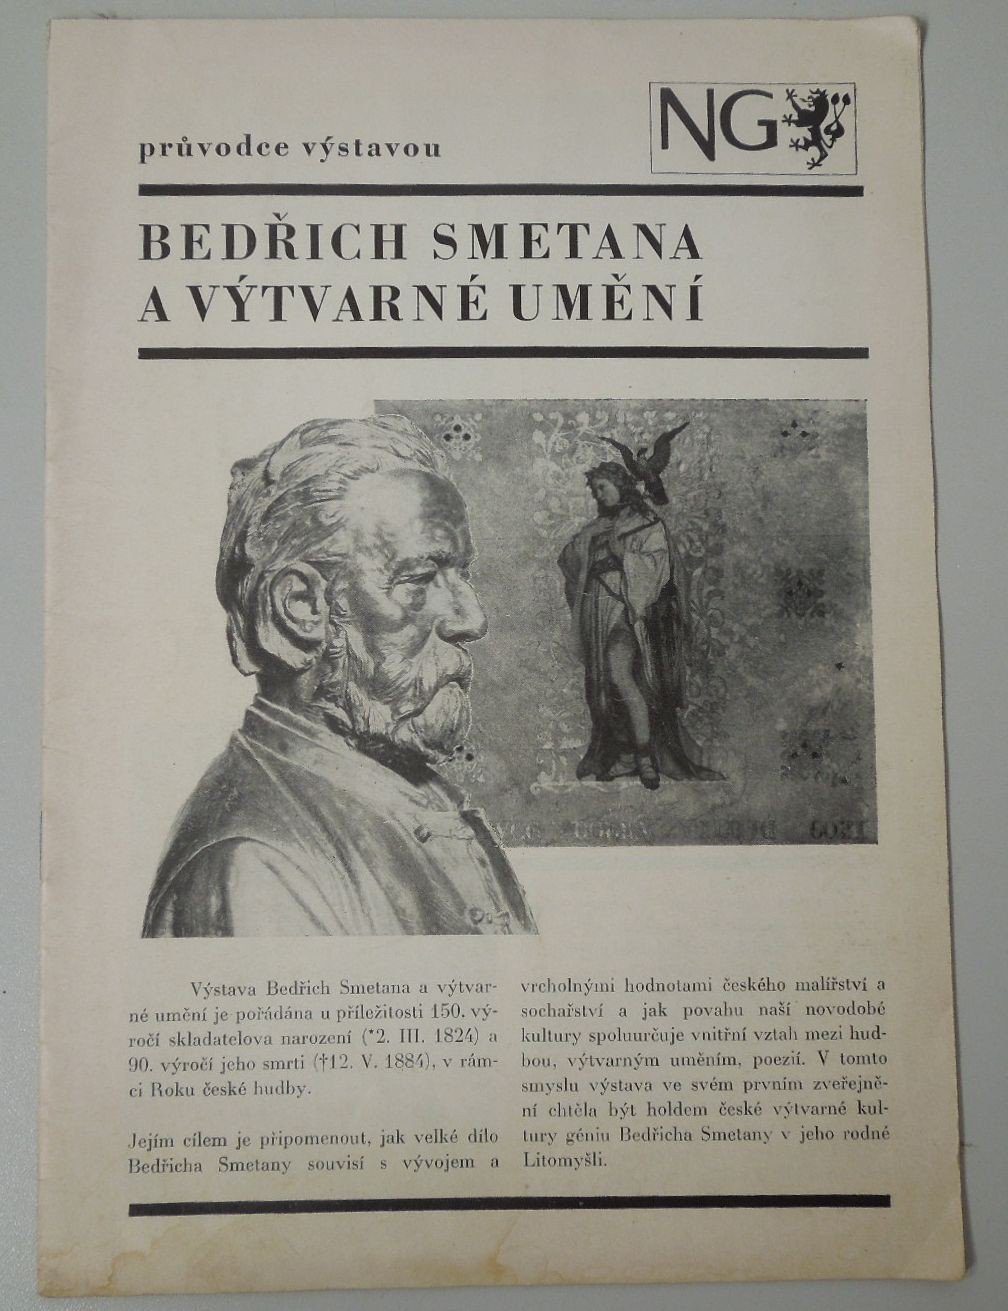 průvodce výstavou
NG
BEDŘICH SMETANA
A VÝTVARNÉ UMĚNÍ
Výstava Bedřich Smetana a výtvar-
né umění je pořádána u příležitosti 150. vý-
ročí skladatelova narození (*2. III. 1824) a
90. výročí jeho smrti (†12. V. 1884), v rám-
ci Roku české hudby.
Jejím cílem je připomenout, jak velké dílo
Bedřicha Smetany souvisí s vývojem a
vrcholnými hodnotami českého malířství a
sochařství a jak povahu naší novodobé
kultury spoluurčuje vnitřní vztah mezi hud-
bou, výtvarným uměním, poezií. V tomto
smyslu výstava ve svém prvním zveřejně-
ní chtěla být holdem české výtvarné kul-
tury géniu Bedřicha Smetany v jeho rodné
Litomyšli.